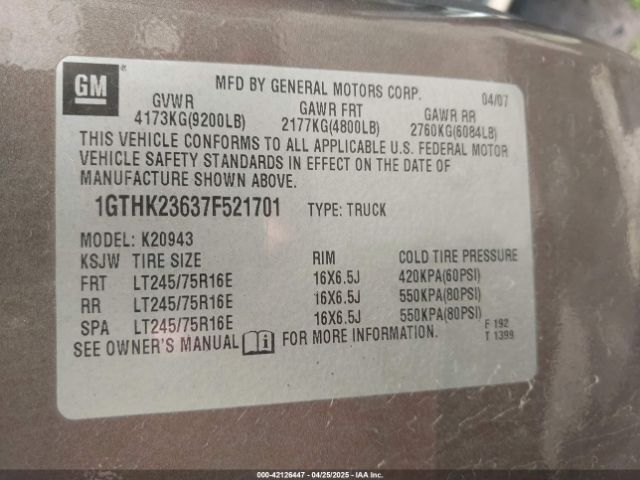 GM
MFD BY GENERAL MOTORS CORP. 04/07
GVWR GAWR FRT GAWR RR
4173KG(9200LB) 2177KG(4800LB) 2760KG(6084LB)
THIS VEHICLE CONFORMS TO ALL APPLICABLE U.S. FEDERAL MOTOR
VEHICLE SAFETY STANDARDS IN EFFECT ON THE DATE OF
MANUFACTURE SHOWN ABOVE.
1GTHK23637F521701 TYPE: TRUCK
MODEL: K20943
KSJW TIRE SIZE RIM COLD TIRE PRESSURE
FRT LT245/75R16E 16X6.5J 420KPA(60PSI)
RR LT245/75R16E 16X6.5J 550KPA(80PSI)
SPA LT245/75R16E 16X6.5J 550KPA(80PSI)
F 192
SEE OWNER'S MANUAL FOR MORE INFORMATION. T 1399
000-42126447 - 04/25/2025 - IAA Inc.